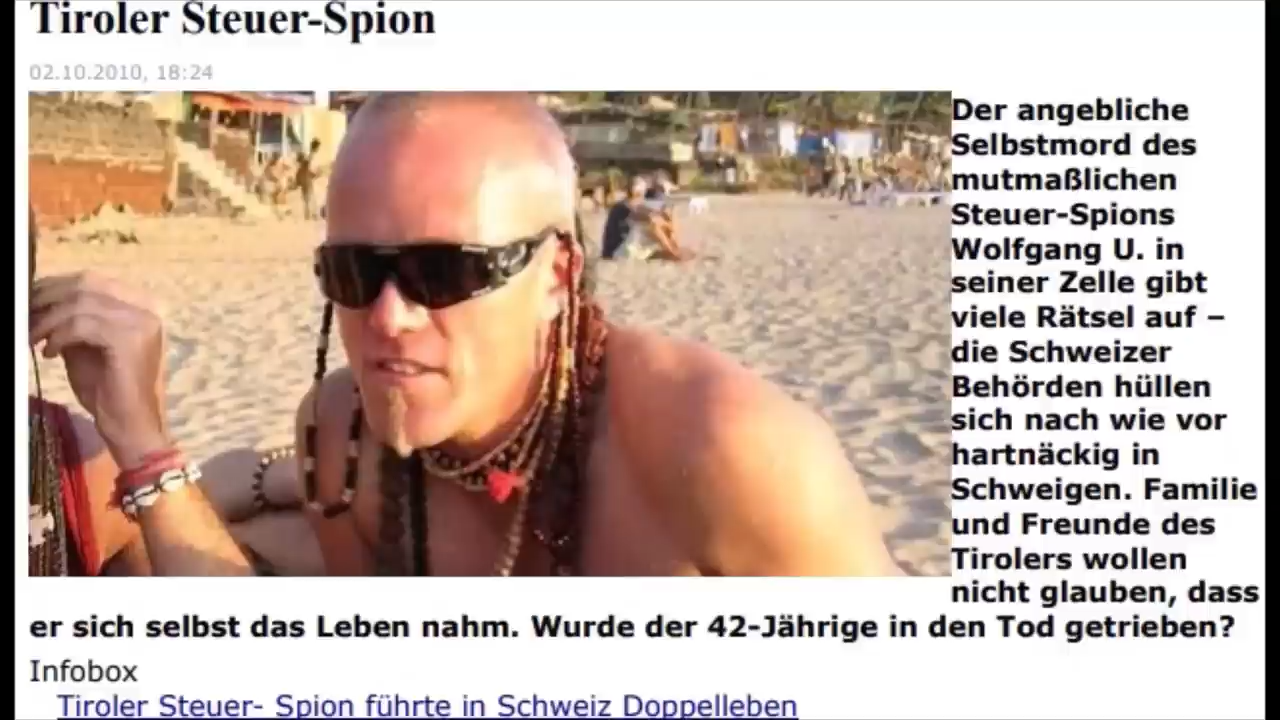 Tiroler Steuer-Spion
02.10.2010, 18:24
Der angebliche
Selbstmord des
mutmaßlichen
Steuer-Spions
Wolfgang U. in
seiner Zelle gibt
viele Rätsel auf –
die Schweizer
Behörden hüllen
sich nach wie vor
hartnäckig in
Schweigen. Familie
und Freunde des
Tirolers wollen
nicht glauben, dass
er sich selbst das Leben nahm. Wurde der 42-Jährige in den Tod getrieben?
Infobox
Tiroler Steuer- Spion führte in Schweiz Doppelleben